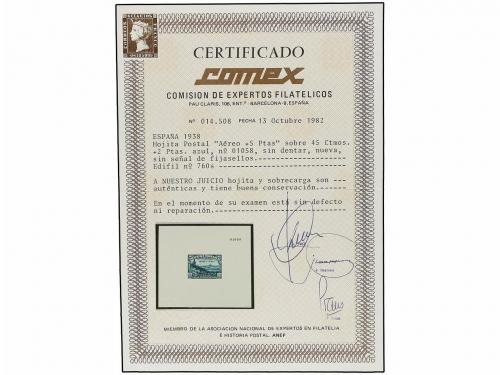 CERTIFICADO
comex
COMISION DE EXPERTOS FILATELICOS
PAU CLARIS, 106, ENT.º - BARCELONA-9, ESPAÑA
Nº 014.508 FECHA 13 Octubre 1982
ESPAÑA 1938
Hojita Postal "Aéreo +5 Ptas" sobre 45 Ctmos.
+2 Ptas. azul, nº 01058, sin dentar, nueva,
sin señal de fijasellos.
Edifil nº 760s
A NUESTRO JUICIO hojita y sobrecarga son
auténticas y tiene buena conservación.
En el momento de su examen está sin defecto
ni reparación.
MIEMBRO DE LA ASOCIACION NACIONAL DE EXPERTOS EN FILATELIA
E HISTORIA POSTAL. ANEP